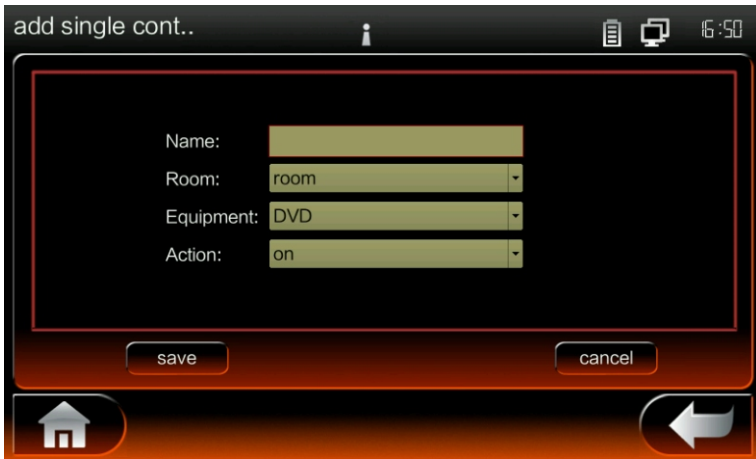 add single cont..
16:50
Name:
Room: room
Equipment: DVD
Action: on
save
cancel